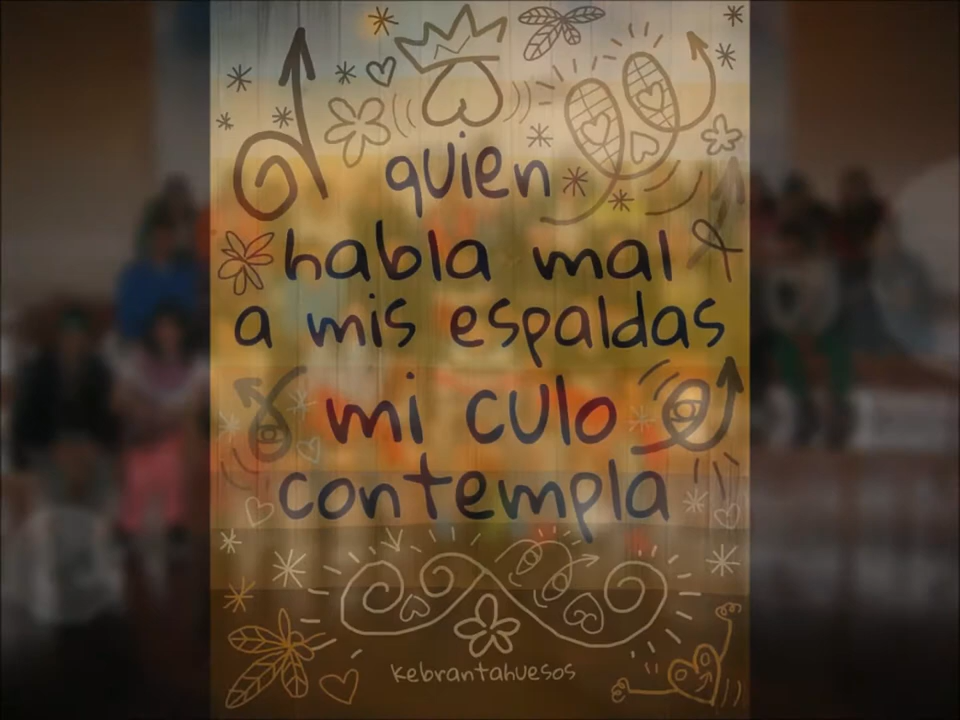 quien
habla mal
a mis espaldas
mi culo
contempla
kebrantahuesos